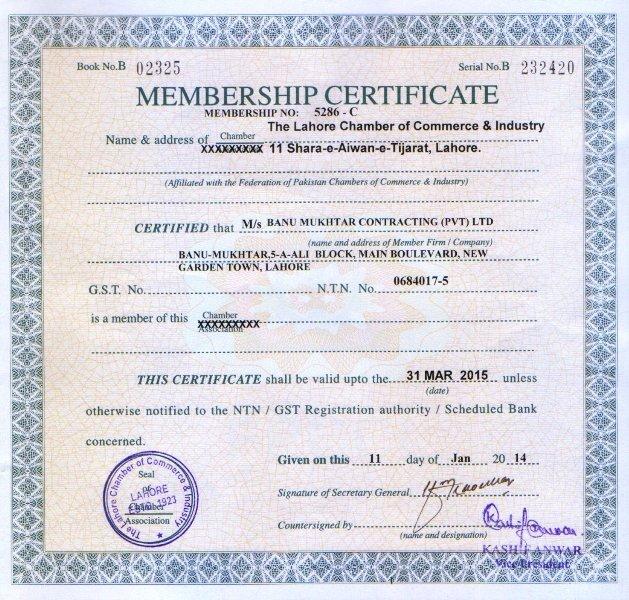 Book No.B 02325 Serial No.B 232420
MEMBERSHIP CERTIFICATE
MEMBERSHIP NO: 5286 - C
Name & address of Chamber The Lahore Chamber of Commerce & Industry
XXXXXXXXX 11 Shara-e-Aiwan-e-Tijarat, Lahore.
(Affiliated with the Federation of Pakistan Chambers of Commerce & Industry)
CERTIFIED that M/s BANU MUKHTAR CONTRACTING (PVT) LTD
(name and address of Member Firm / Company)
BANU-MUKHTAR,5-A-ALI BLOCK, MAIN BOULEVARD, NEW
GARDEN TOWN, LAHORE
G.S.T. No. N.T.N. No. 0684017-5
is a member of this Chamber
XXXXXXXXX
Association
THIS CERTIFICATE shall be valid upto the 31 MAR 2015 unless
(date)
otherwise notified to the NTN / GST Registration authority / Scheduled Bank
concerned.
Given on this 11 day of Jan 20 14
Signature of Secretary General
Countersigned by
(name and designation)
KASHIF ANWAR
Vice President
Seal
of
Chamber
Association
The Lahore Chamber of Commerce & Industry
LAHORE
1923